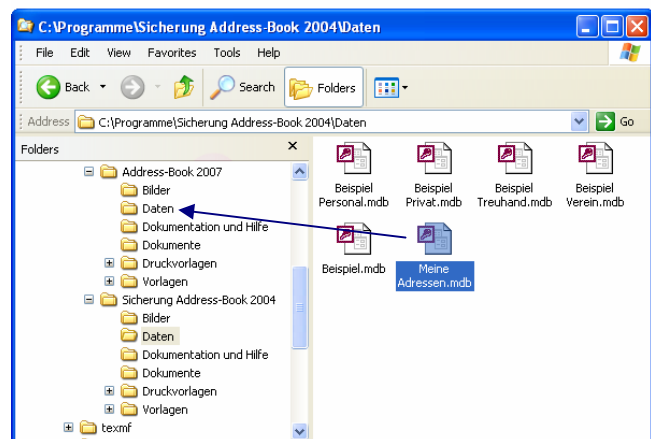 C:\Programme\Sicherung Address-Book 2004\Daten
File Edit View Favorites Tools Help
Back Search Folders
Address C:\Programme\Sicherung Address-Book 2004\Daten Go
Folders
Address-Book 2007
Bilder
Daten
Dokumentation und Hilfe
Dokumente
Druckvorlagen
Vorlagen
Sicherung Address-Book 2004
Bilder
Daten
Dokumentation und Hilfe
Dokumente
Druckvorlagen
Vorlagen
texmf
Beispiel Personal.mdb
Beispiel Privat.mdb
Beispiel Treuhand.mdb
Beispiel Verein.mdb
Beispiel.mdb
Meine Adressen.mdb